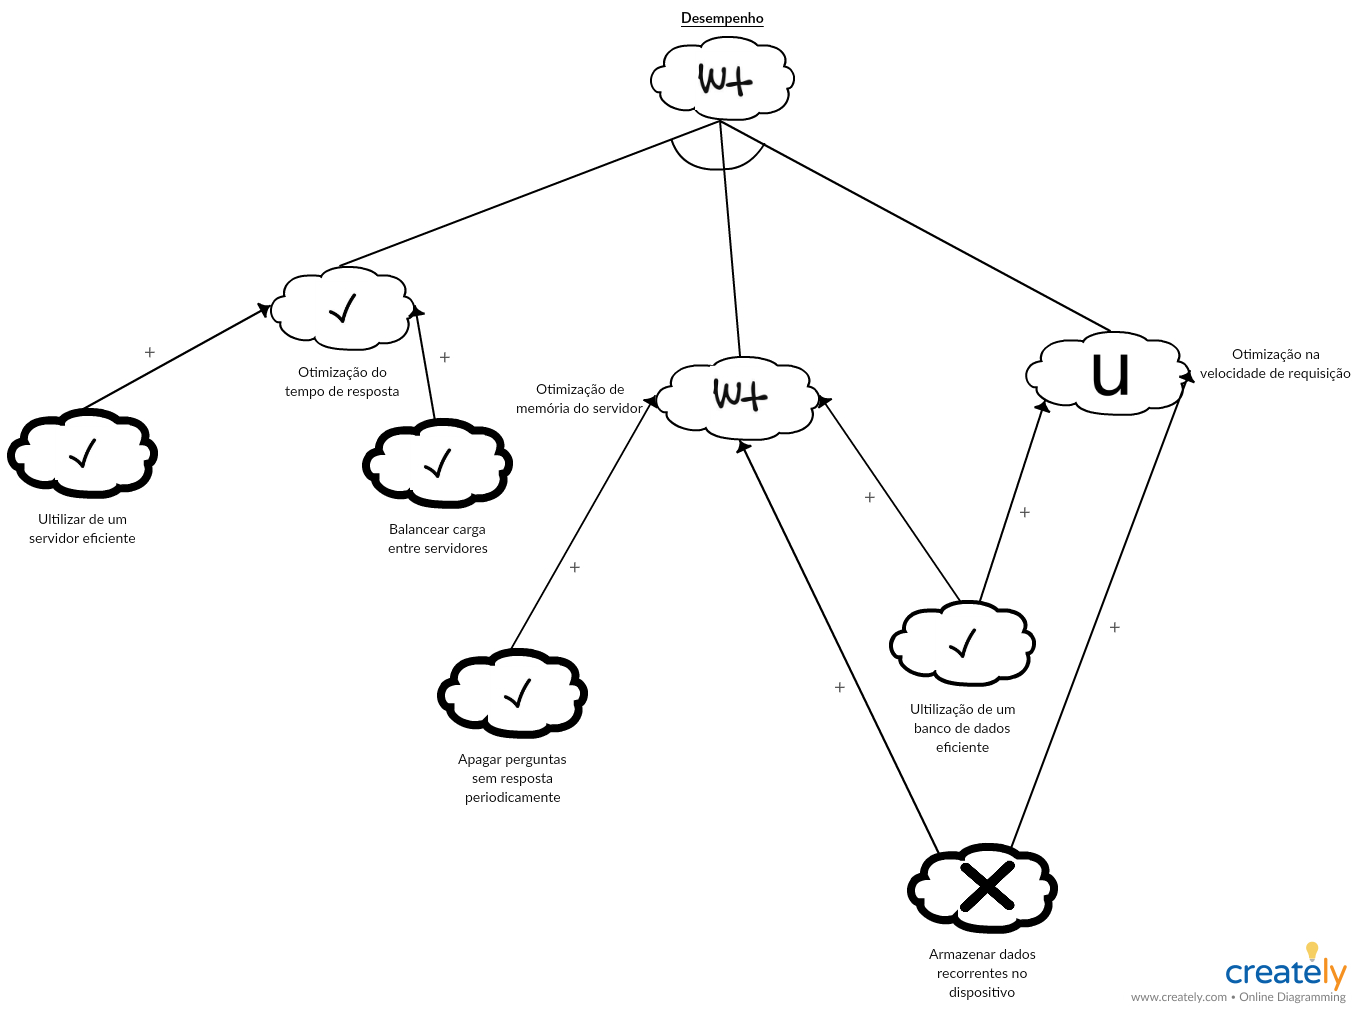 Desempenho
W+
Otimização do
tempo de resposta
+
+
Ultilizar de um
servidor eficiente
Balancear carga
entre servidores
Otimização de
memória do servidor
W+
U
Otimização na
velocidade de requisição
+
+
+
+
+
Apagar perguntas
sem resposta
periodicamente
Ultilização de um
banco de dados
eficiente
Armazenar dados
recorrentes no
dispositivo
creately
www.creately.com • Online Diagramming